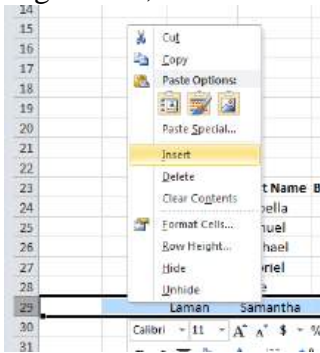 14
15
16
17
18
19
20
21
22
23
24
25
26
27
28
29
30
31
Cut
Copy
Paste Options:
Paste Special...
Insert
Delete
Clear Contents
Format Cells...
Row Height...
Hide
Unhide
t Name B
ella
uel
hael
riel
Laman Samantha
Calibri 11 A A $ %